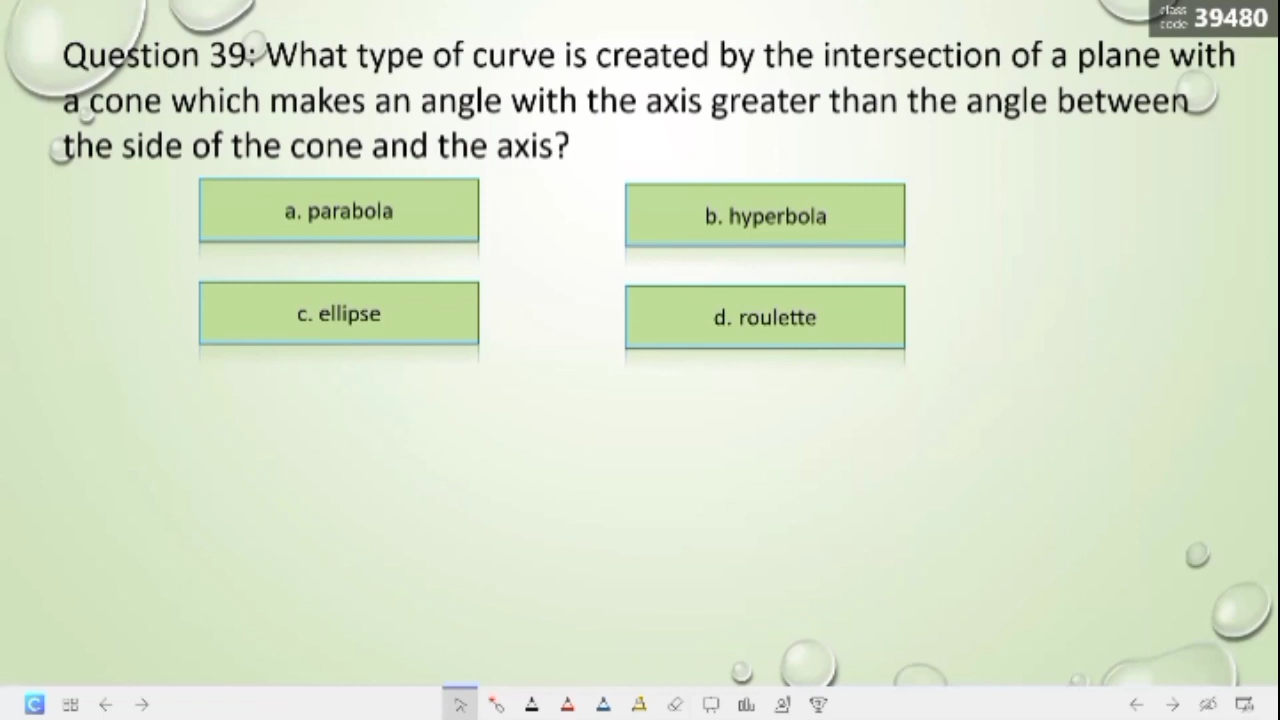 class code 39480
Question 39: What type of curve is created by the intersection of a plane with
a cone which makes an angle with the axis greater than the angle between
the side of the cone and the axis?
a. parabola
b. hyperbola
c. ellipse
d. roulette